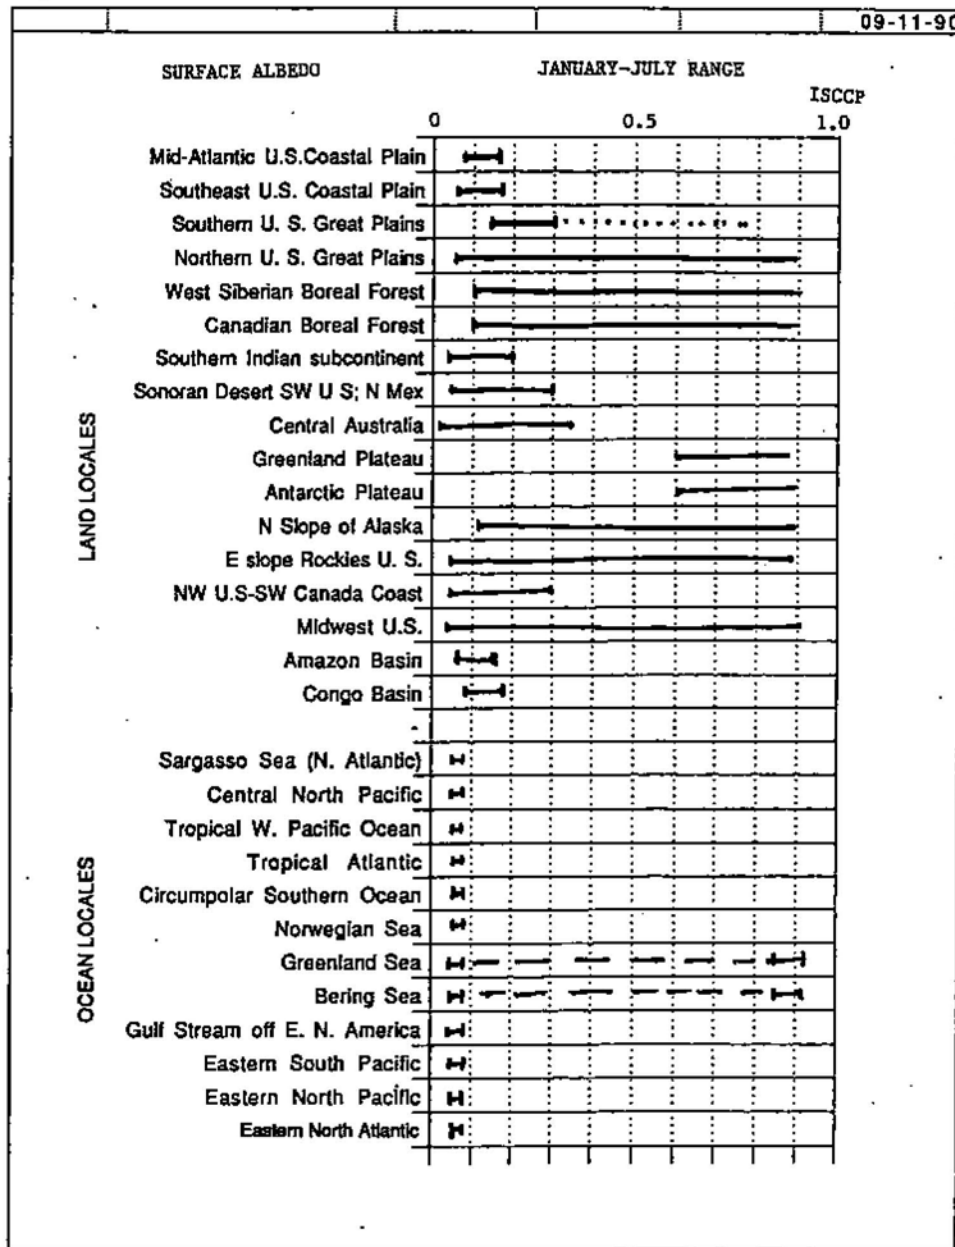 09-11-90
SURFACE ALBEDO JANUARY-JULY RANGE
ISCCP
0 0.5 1.0
LAND LOCALES
Mid-Atlantic U.S.Coastal Plain
Southeast U.S. Coastal Plain
Southern U. S. Great Plains
Northern U. S. Great Plains
West Siberian Boreal Forest
Canadian Boreal Forest
Southern Indian subcontinent
Sonoran Desert SW U S; N Mex
Central Australia
Greenland Plateau
Antarctic Plateau
N Slope of Alaska
E slope Rockies U. S.
NW U.S-SW Canada Coast
Midwest U.S.
Amazon Basin
Congo Basin
OCEAN LOCALES
Sargasso Sea (N. Atlantic)
Central North Pacific
Tropical W. Pacific Ocean
Tropical Atlantic
Circumpolar Southern Ocean
Norwegian Sea
Greenland Sea
Bering Sea
Gulf Stream off E. N. America
Eastern South Pacific
Eastern North Pacific
Eastern North Atlantic